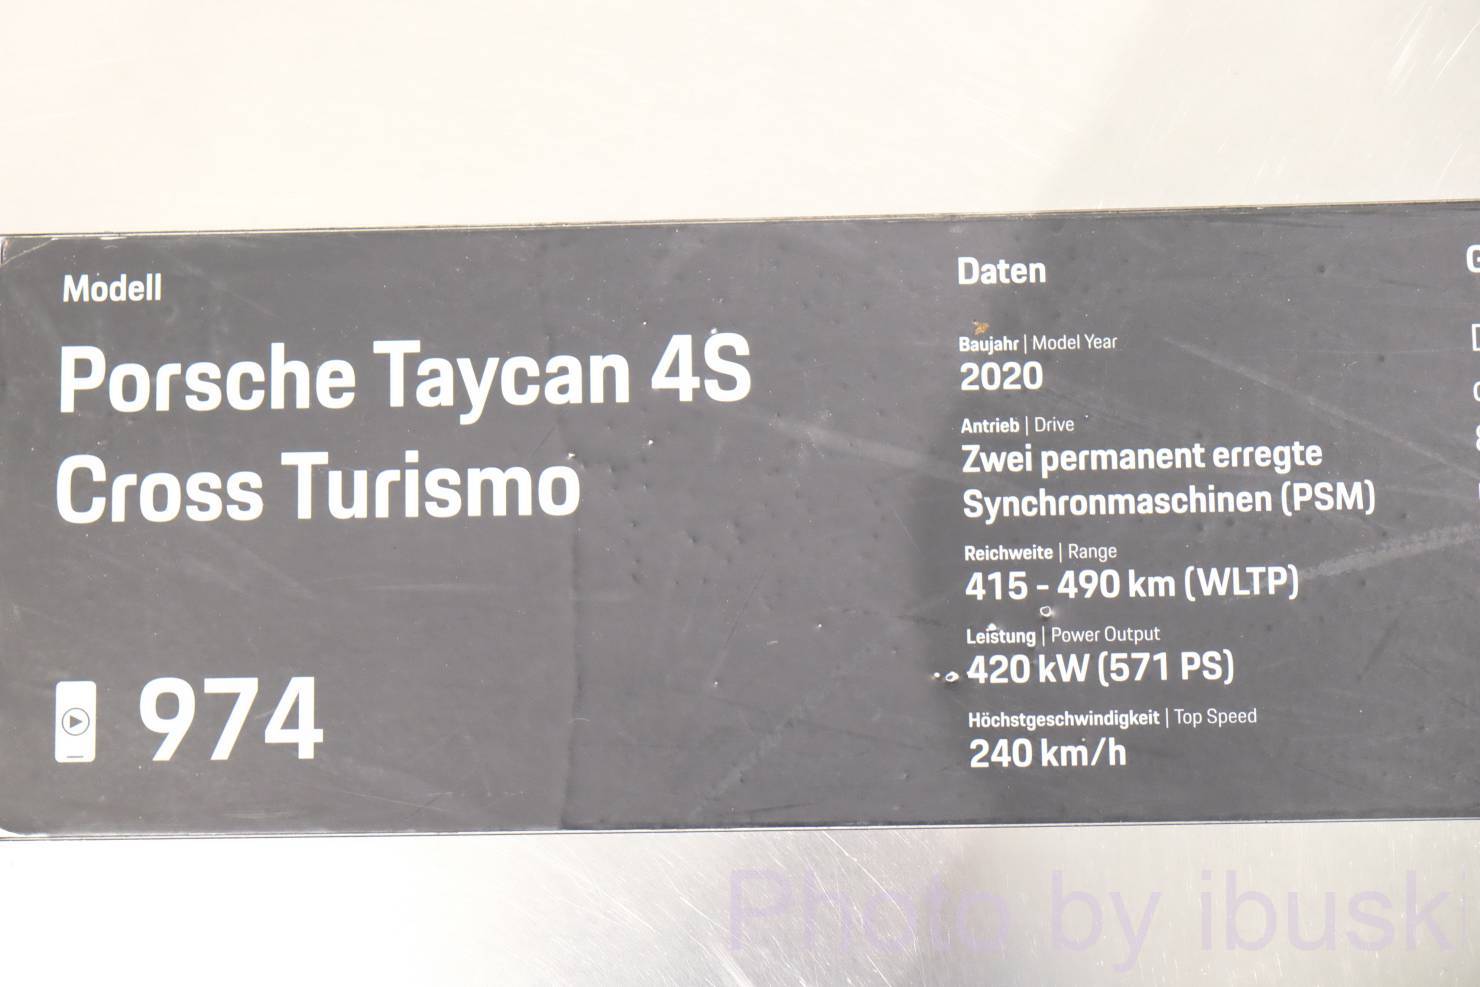 Modell
Porsche Taycan 4S
Cross Turismo
974
Daten
Baujahr | Model Year
2020
Antrieb | Drive
Zwei permanent erregte
Synchronmaschinen (PSM)
Reichweite | Range
415 - 490 km (WLTP)
Leistung | Power Output
420 kW (571 PS)
Höchstgeschwindigkeit | Top Speed
240 km/h
Photo by ibusk